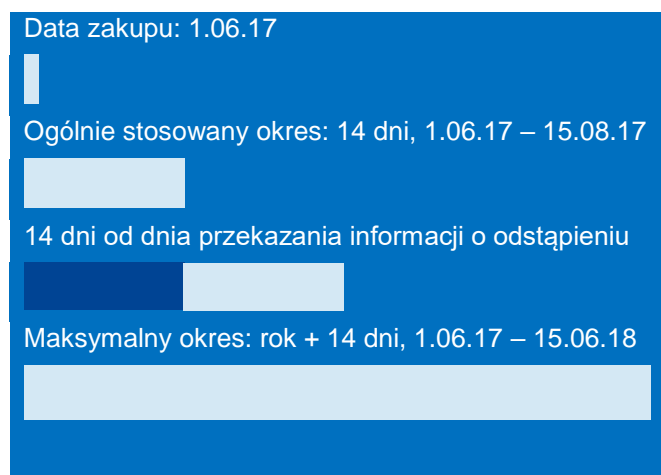 Data zakupu: 1.06.17
Ogólnie stosowany okres: 14 dni, 1.06.17 – 15.08.17
14 dni od dnia przekazania informacji o odstąpieniu
Maksymalny okres: rok + 14 dni, 1.06.17 – 15.06.18